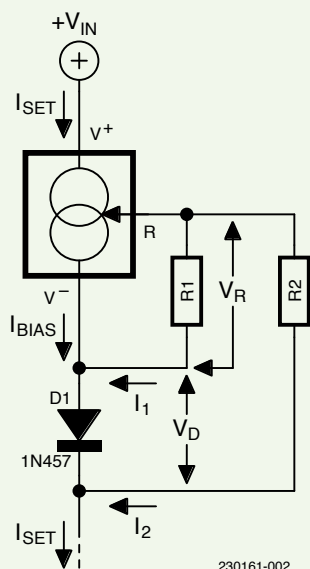 +VIN
ISET
V+
R
V−
R1
VR
R2
IBIAS
D1
I1
VD
1N457
I2
ISET
230161-002